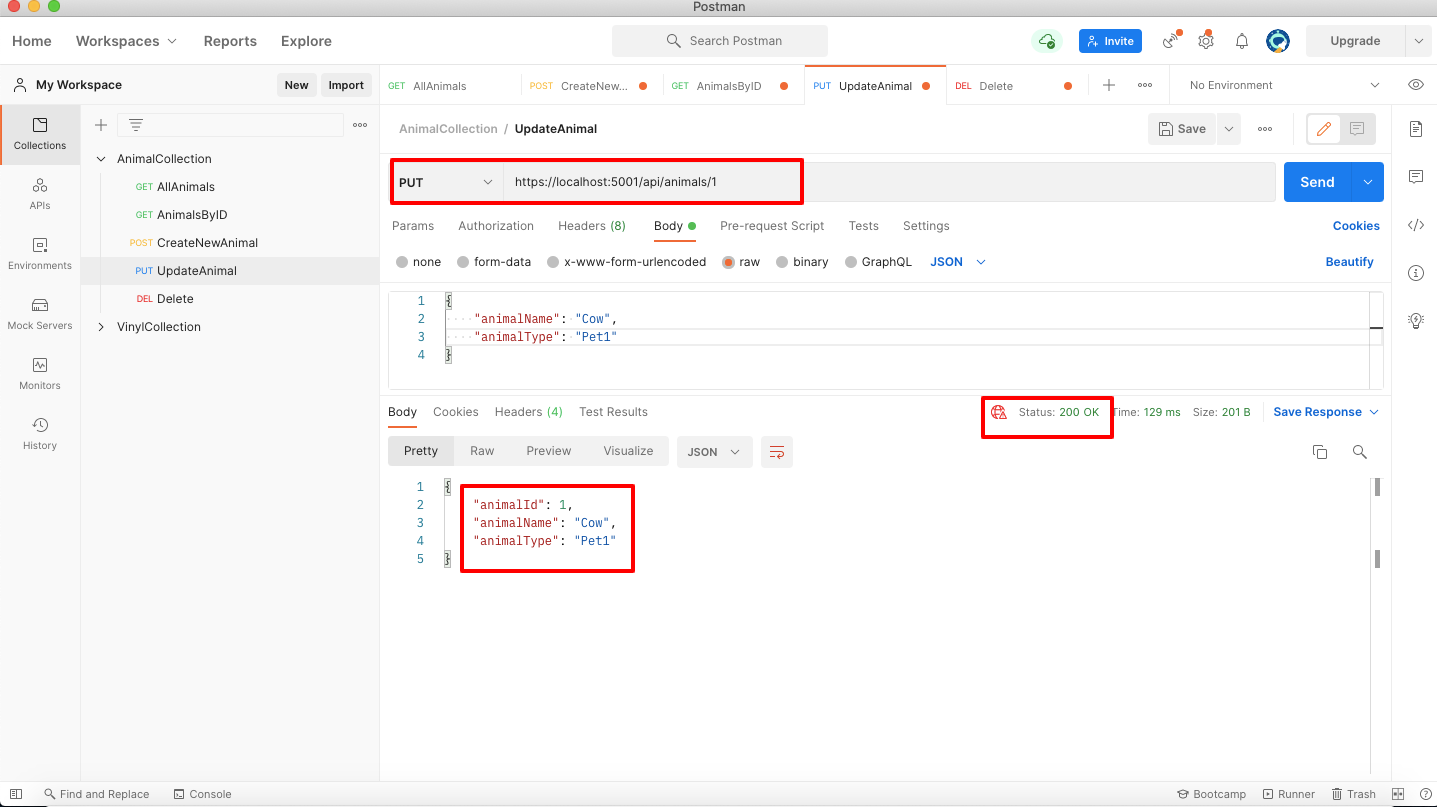 Postman
Home Workspaces Reports Explore Search Postman Invite Upgrade
My Workspace New Import GET AllAnimals POST CreateNew... GET AnimalsByID PUT UpdateAnimal DEL Delete No Environment
Collections
APIs
Environments
Mock Servers
Monitors
History
AnimalCollection
GET AllAnimals
GET AnimalsByID
POST CreateNewAnimal
PUT UpdateAnimal
DEL Delete
VinylCollection
AnimalCollection / UpdateAnimal Save
PUT https://localhost:5001/api/animals/1 Send
Params Authorization Headers (8) Body Pre-request Script Tests Settings Cookies
none form-data x-www-form-urlencoded raw binary GraphQL JSON Beautify
1 {
2 "animalName": "Cow",
3 "animalType": "Pet1"
4 }
Body Cookies Headers (4) Test Results Status: 200 OK Time: 129 ms Size: 201 B Save Response
Pretty Raw Preview Visualize JSON
1 {
2 "animalId": 1,
3 "animalName": "Cow",
4 "animalType": "Pet1"
5 }
Find and Replace Console Bootcamp Runner Trash